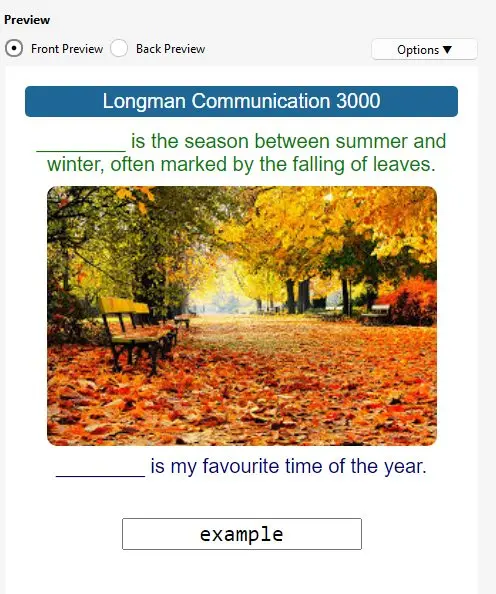 Preview
Front Preview Back Preview Options ▼
Longman Communication 3000
________ is the season between summer and
winter, often marked by the falling of leaves.
________ is my favourite time of the year.
example